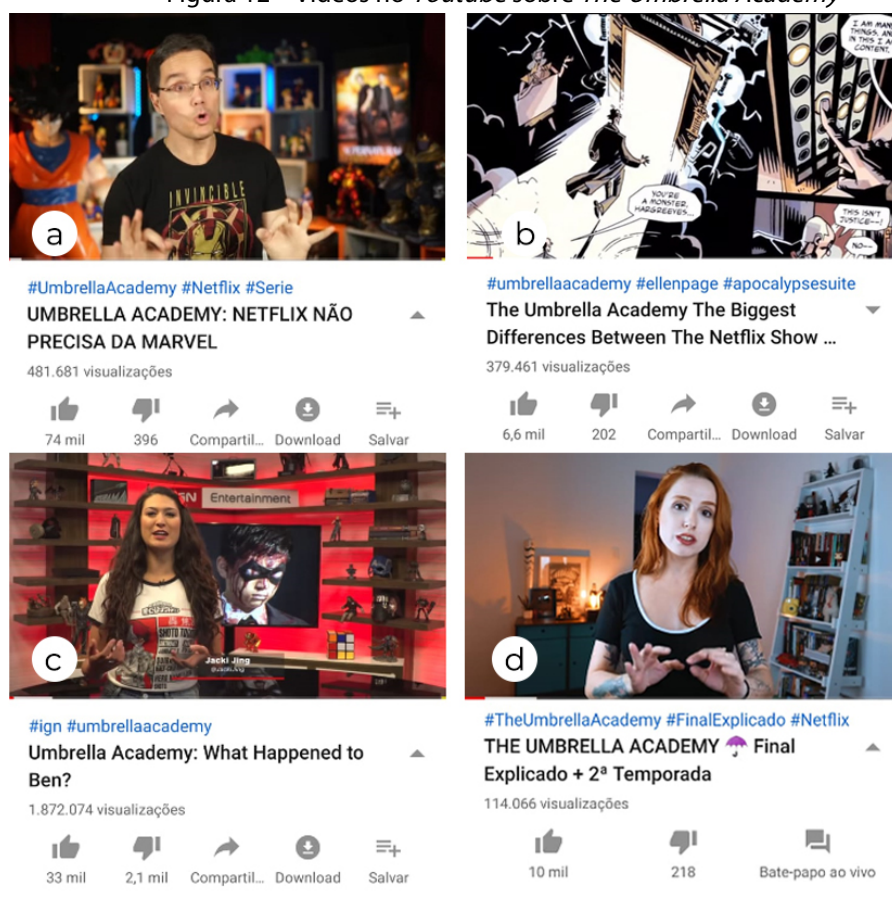 Figura 12 – Vídeos no Youtube sobre The Umbrella Academy
INVINCIBLE
a
#UmbrellaAcademy #Netflix #Serie
UMBRELLA ACADEMY: NETFLIX NÃO
PRECISA DA MARVEL
481.681 visualizações
74 mil 396 Compartil... Download Salvar
I AM MANY
THINGS, AND
IN THIS I AM
CONTENT.
YOU'RE
A MONSTER,
HARGREEVES...
THIS ISN'T
JUSTICE--!
NO--
b
#umbrellaacademy #ellenpage #apocalypsesuite
The Umbrella Academy The Biggest
Differences Between The Netflix Show ...
379.461 visualizações
6,6 mil 202 Compartil... Download Salvar
Entertainment
Jacki Jing
c
#ign #umbrellaacademy
Umbrella Academy: What Happened to
Ben?
1.872.074 visualizações
33 mil 2,1 mil Compartil... Download Salvar
d
#TheUmbrellaAcademy #FinalExplicado #Netflix
THE UMBRELLA ACADEMY ☂ Final
Explicado + 2ª Temporada
114.066 visualizações
10 mil 218 Bate-papo ao vivo